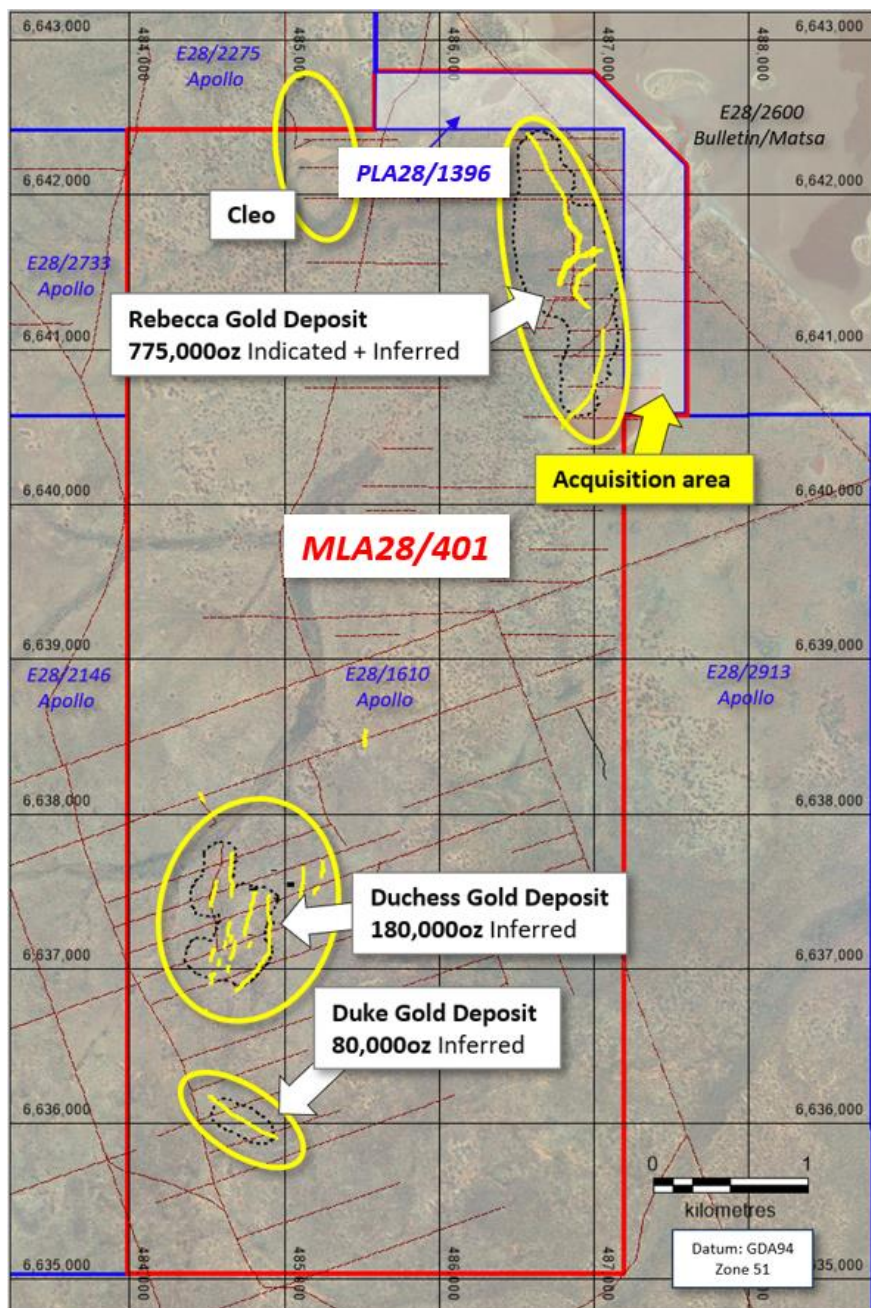 6,643,000
484,000
485,000
486,000
487,000
488,000
6,643,000
E28/2275
Apollo
E28/2600
Bulletin/Matsa
PLA28/1396
6,642,000
6,642,000
Cleo
E28/2733
Apollo
Rebecca Gold Deposit
775,000oz Indicated + Inferred
6,641,000
6,641,000
Acquisition area
6,640,000
6,640,000
MLA28/401
6,639,000
6,639,000
E28/2146
Apollo
E28/1610
Apollo
E28/2913
Apollo
6,638,000
6,638,000
Duchess Gold Deposit
180,000oz Inferred
6,637,000
6,637,000
Duke Gold Deposit
80,000oz Inferred
6,636,000
6,636,000
0 1
kilometres
Datum: GDA94
Zone 51
6,635,000
6,635,000
484,000
485,000
486,000
487,000
488,000